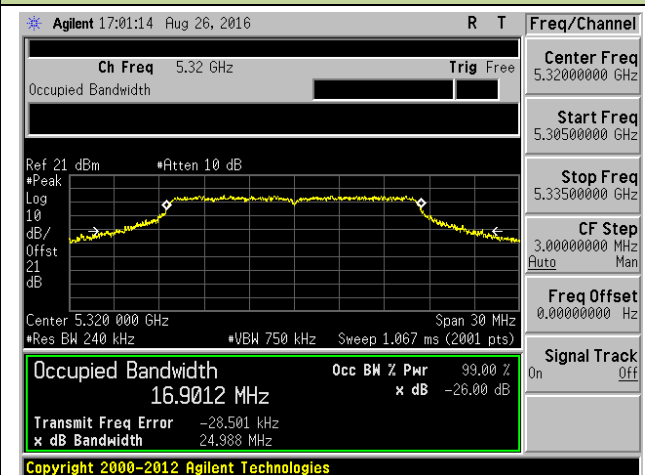 Agilent 17:01:14 Aug 26, 2016 R T
Freq/Channel
Ch Freq 5.32 GHz Trig Free
Occupied Bandwidth
Center Freq
5.32000000 GHz
Start Freq
5.30500000 GHz
Stop Freq
5.33500000 GHz
CF Step
3.00000000 MHz
Auto Man
Freq Offset
0.00000000 Hz
Signal Track
On Off
Ref 21 dBm #Atten 10 dB
#Peak
Log
10
dB/
Offst
21
dB
Center 5.320 000 GHz Span 30 MHz
#Res BW 240 kHz #VBW 750 kHz Sweep 1.067 ms (2001 pts)
Occupied Bandwidth Occ BW % Pwr 99.00 %
16.9012 MHz x dB -26.00 dB
Transmit Freq Error -28.501 kHz
x dB Bandwidth 24.988 MHz
Copyright 2000-2012 Agilent Technologies